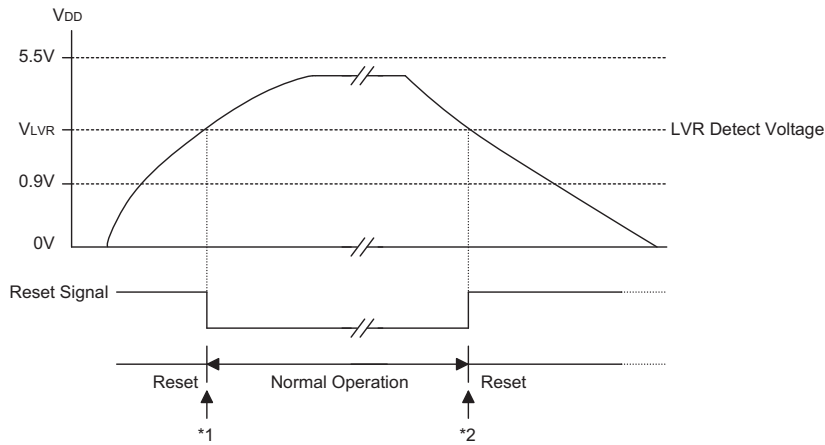 VDD
5.5V
VLVR
LVR Detect Voltage
0.9V
0V
Reset Signal
Reset
Normal Operation
Reset
*1
*2